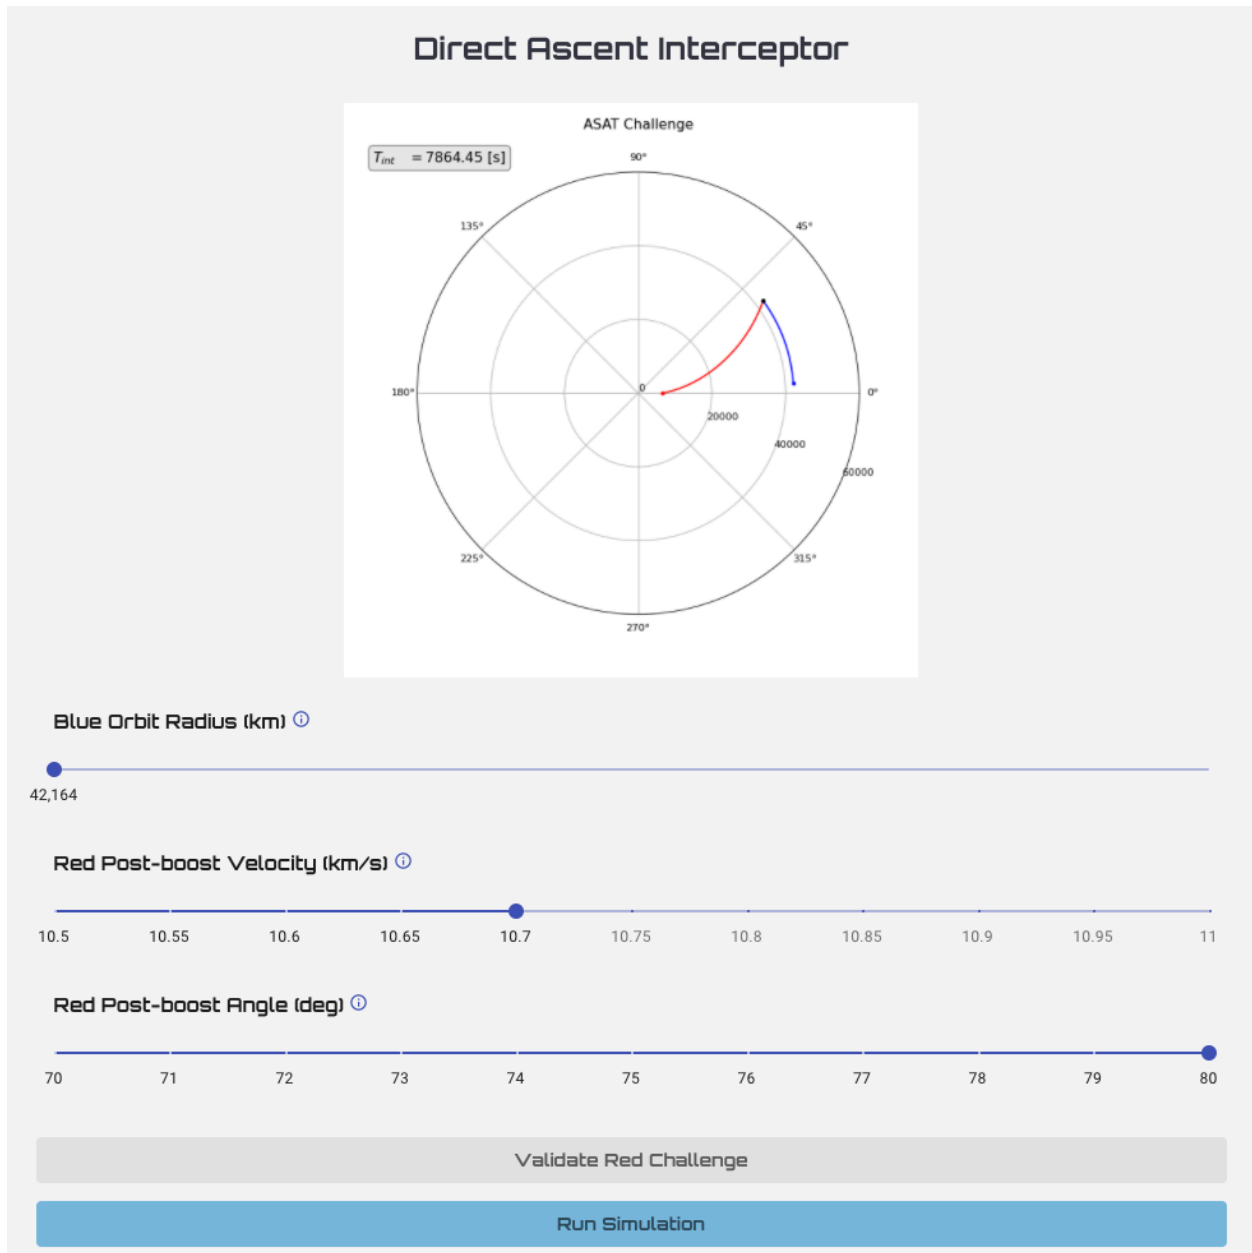 Direct Ascent Interceptor
ASAT Challenge
T_int = 7864.45 [s]
90°
135°
45°
180°
0
0°
20000
40000
60000
225°
315°
270°
Blue Orbit Radius (km)
42,164
Red Post-boost Velocity (km/s)
10.5 10.55 10.6 10.65 10.7 10.75 10.8 10.85 10.9 10.95 11
Red Post-boost Angle (deg)
70 71 72 73 74 75 76 77 78 79 80
Validate Red Challenge
Run Simulation